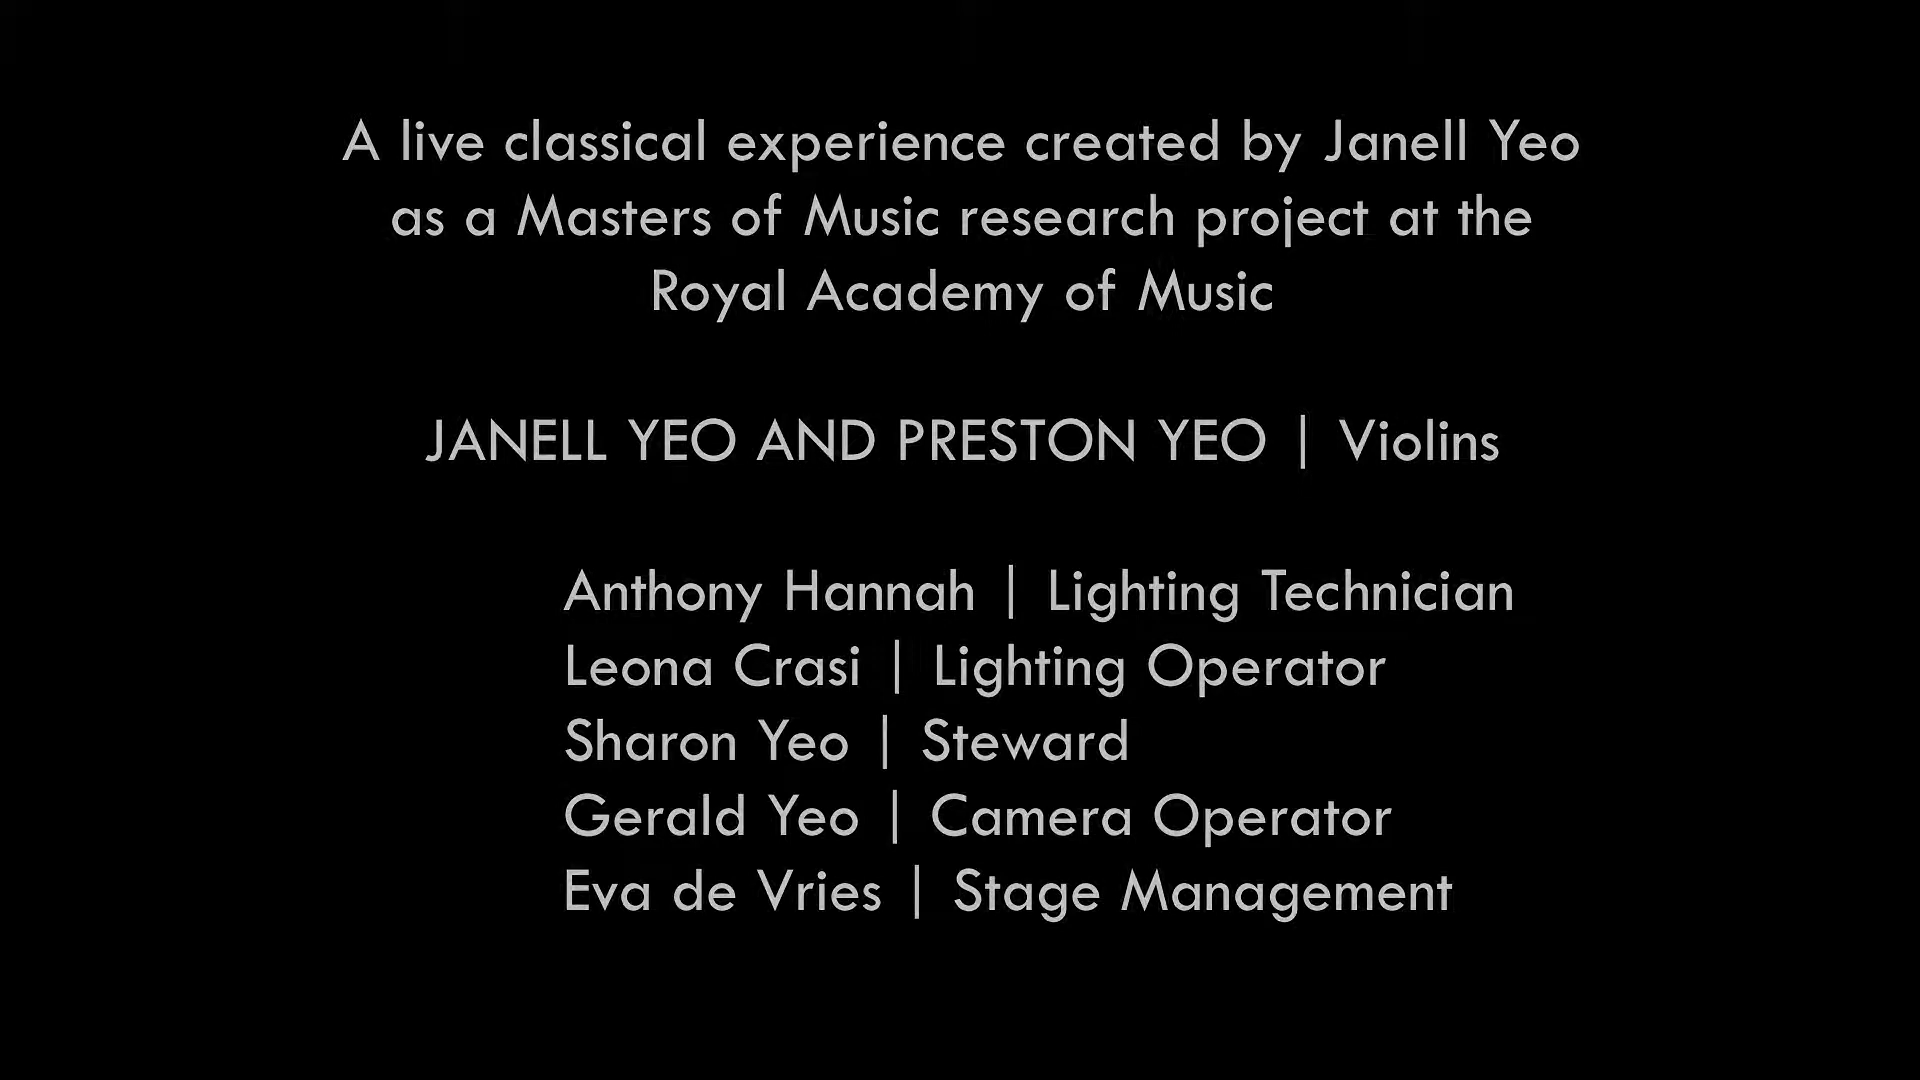 A live classical experience created by Janell Yeo
as a Masters of Music research project at the
Royal Academy of Music
JANELL YEO AND PRESTON YEO | Violins
Anthony Hannah | Lighting Technician
Leona Crasi | Lighting Operator
Sharon Yeo | Steward
Gerald Yeo | Camera Operator
Eva de Vries | Stage Management